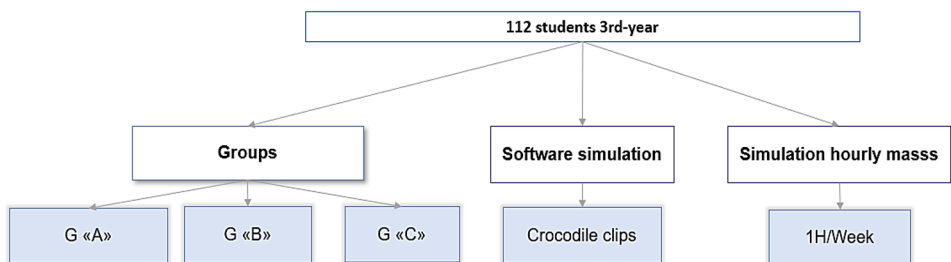 112 students 3rd-year
Groups
Software simulation
Simulation hourly masss
G «A»
G «B»
G «C»
Crocodile clips
1H/Week